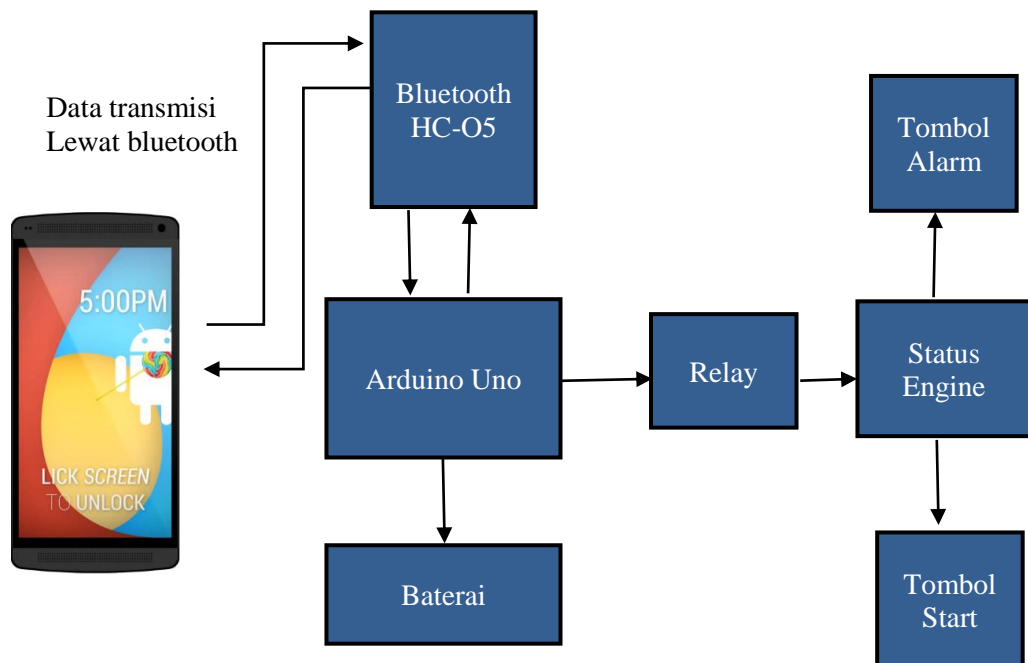 Data transmisi
Lewat bluetooth
Bluetooth
HC-O5
Tombol
Alarm
5:00PM
LICK SCREEN
TO UNLOCK
Arduino Uno
Relay
Status
Engine
Baterai
Tombol
Start